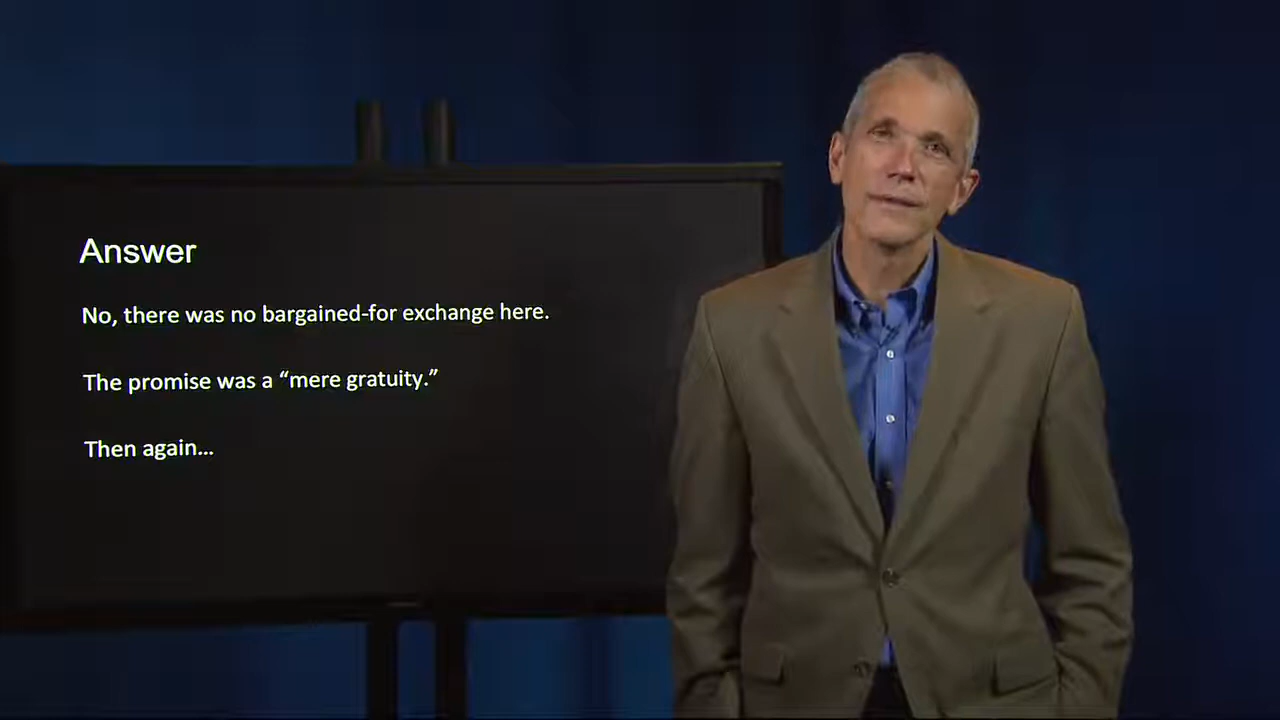 Answer
No, there was no bargained-for exchange here.
The promise was a “mere gratuity.”
Then again...